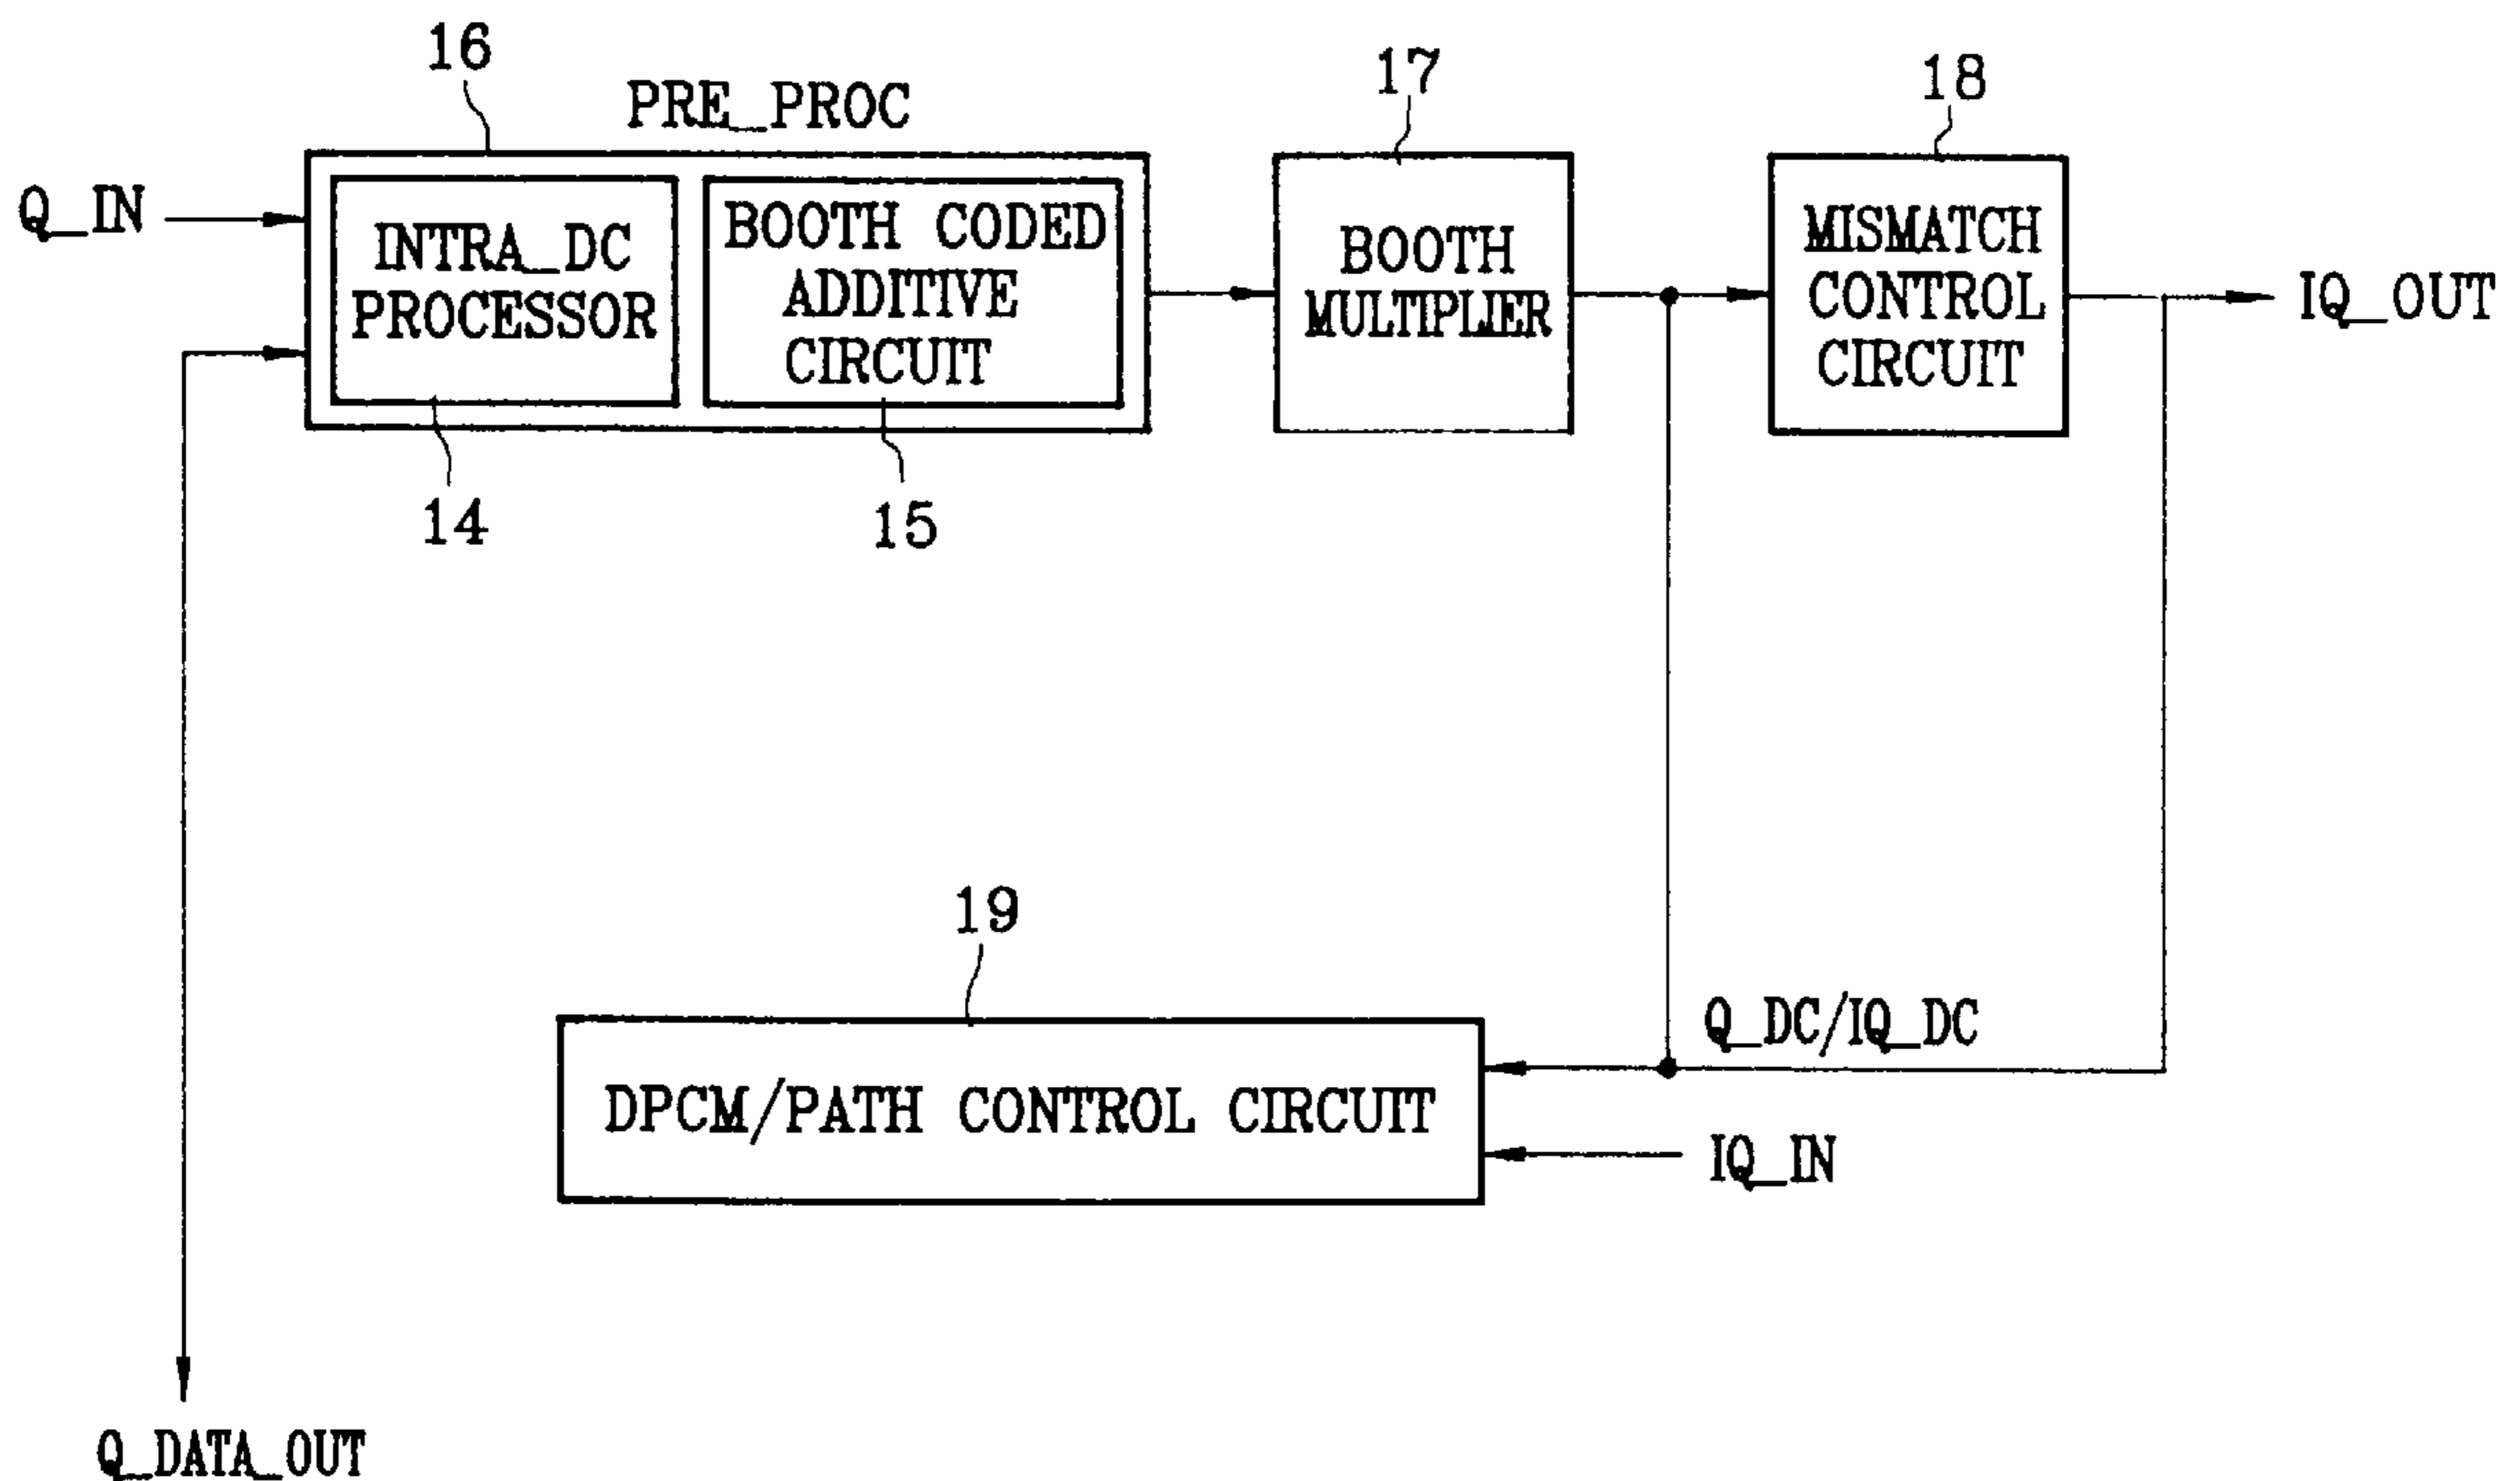 16
PRE_PROC
17
18
Q_IN
INTRA_DC
PROCESSOR
BOOTH CODED
ADDITIVE
CIRCUIT
BOOTH
MULTIPLIER
MISMATCH
CONTROL
CIRCUIT
IQ_OUT
14
15
19
Q_DC/IQ_DC
DPCM/PATH CONTROL CIRCUIT
IQ_IN
Q_DATA_OUT